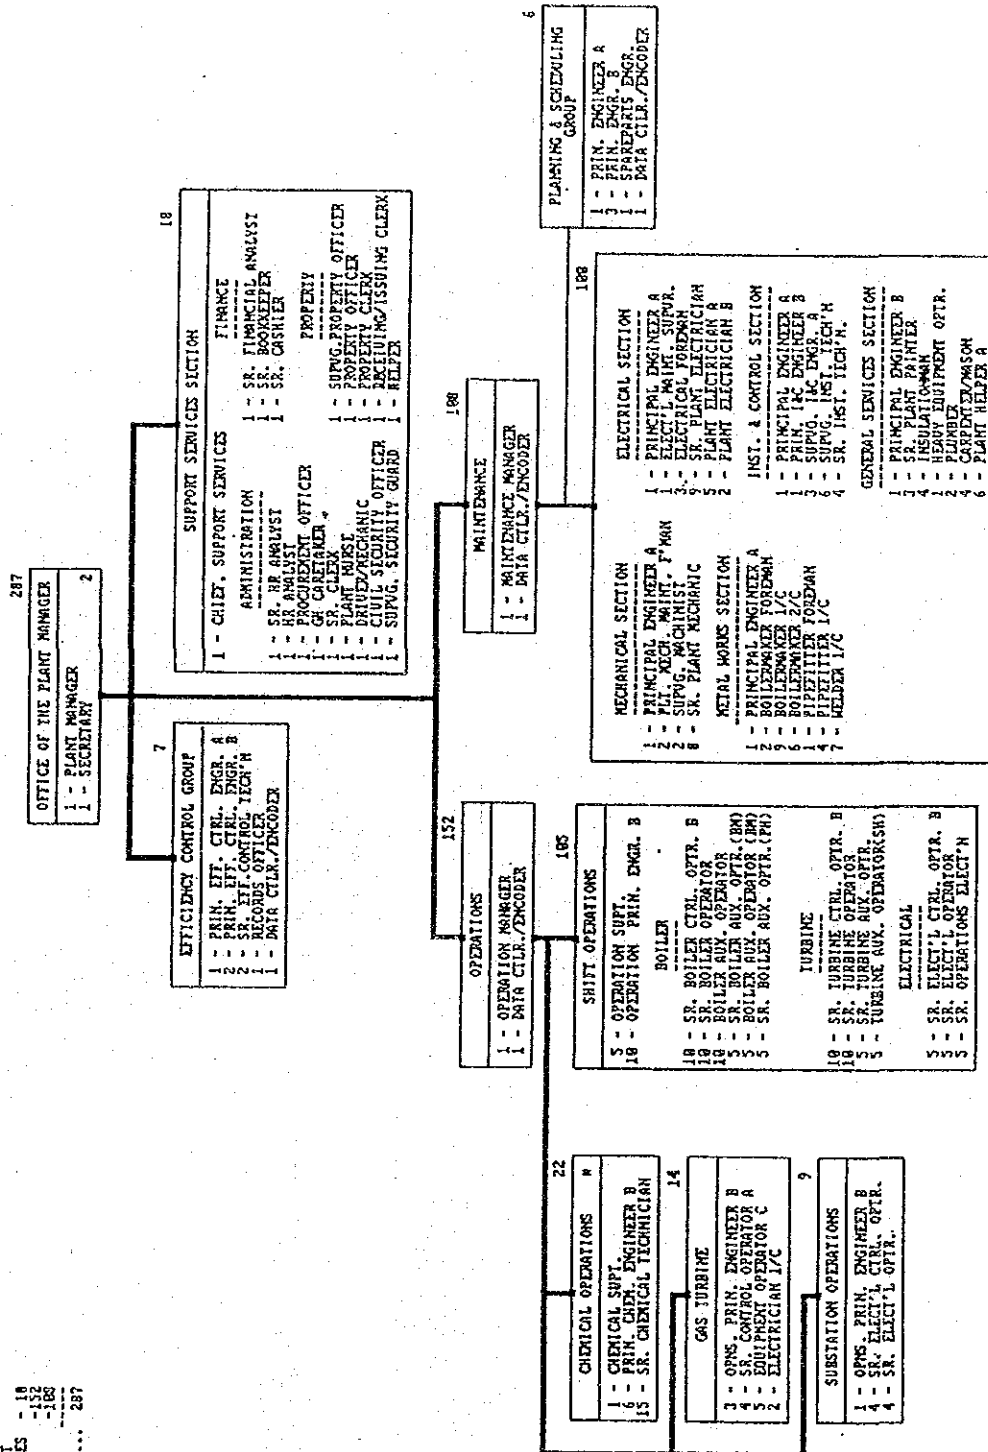 287
OFFICE OF THE PLANT MANAGER
1 - PLANT MANAGER 2
1 - SECRETARY
7
EFFICIENCY CONTROL GROUP
1 - PRIN. EFF. CTRL. ENGR. A
2 - PRIN. EFF. CTRL. ENGR. B
2 - SR. EFF. CONTROL TECH'N
1 - RECORDS OFFICER
1 - DATA CTLR./ENCODER
18
SUPPORT SERVICES SECTION
1 - CHIEF, SUPPORT SERVICES
ADMINISTRATION
--------------
1 - SR. HR ANALYST
1 - HR ANALYST
1 - PROCUREMENT OFFICER
1 - GH CARETAKER
1 - SR. CLERK
1 - PLANT NURSE
1 - DRIVER/MECHANIC
1 - CIVIL SECURITY OFFICER
1 - SUPVG. SECURITY GUARD
FINANCE
-------
1 - SR. FINANCIAL ANALYST
1 - SR. BOOKKEEPER
1 - SR. CASHIER
PROPERTY
--------
1 - SUPVG.PROPERTY OFFICER
1 - PROPERTY OFFICER
1 - PROPERTY CLERK
1 - RECEIVING/ISSUING CLERK
1 - HELPER
152
OPERATIONS
1 - OPERATION MANAGER
1 - DATA CTLR./ENCODER
108
MAINTENANCE
1 - MAINTENANCE MANAGER
1 - DATA CTLR./ENCODER
6
PLANNING & SCHEDULING
GROUP
1 - PRIN. ENGINEER A
3 - PRIN. ENGR. B
1 - SPAREPARTS ENGR.
1 - DATA CTLR./ENCODER
22
CHEMICAL OPERATIONS
1 - CHEMICAL SUPT.
6 - PRIN. CHEM. ENGINEER B
15 - SR. CHEMICAL TECHNICIAN
14
GAS TURBINE
3 - OPNS. PRIN. ENGINEER B
4 - SR. CONTROL OPERATOR A
5 - EQUIPMENT OPERATOR C
2 - ELECTRICIAN 1/C
9
SUBSTATION OPERATIONS
1 - OPNS. PRIN. ENGINEER B
4 - SR. ELECT'L CTRL. OPTR.
4 - SR. ELECT'L OPTR.
105
SHIFT OPERATIONS
5 - OPERATION SUPT.
10 - OPERATION PRIN. ENGR. B
BOILER
------
10 - SR. BOILER CTRL. OPTR. B
10 - SR. BOILER OPERATOR
10 - BOILER AUX. OPERATOR
5 - SR. BOILER AUX. OPTR.(BM)
5 - BOILER AUX. OPERATOR (BM)
5 - SR. BOILER AUX. OPTR.(PH)
TURBINE
-------
10 - SR. TURBINE CTRL. OPTR. B
10 - SR. TURBINE OPERATOR
5 - SR. TURBINE AUX. OPTR.
5 - TURBINE AUX. OPERATOR(SW)
ELECTRICAL
----------
5 - SR. ELECT'L CTRL. OPTR. B
5 - SR. ELECT'L OPERATOR
5 - SR. OPERATIONS ELECT'N
100
MECHANICAL SECTION
------------------
1 - PRINCIPAL ENGINEER A
2 - PLT. MECH. MAINT. F'MAN
2 - SUPVG. MACHINIST
8 - SR. PLANT MECHANIC
METAL WORKS SECTION
-------------------
1 - PRINCIPAL ENGINEER A
2 - BOILERMAKER FOREMAN
9 - BOILERMAKER 1/C
6 - BOILERMAKER 2/C
1 - PIPEFITTER FOREMAN
4 - PIPEFITTER 1/C
7 - WELDER 1/C
ELECTRICAL SECTION
------------------
1 - PRINCIPAL ENGINEER A
1 - ELECT'L MAINT. SUPVR.
3 - ELECTRICAL FOREMAN
9 - SR. PLANT ELECTRICIAN
5 - PLANT ELECTRICIAN A
2 - PLANT ELECTRICIAN B
INST. & CONTROL SECTION
-----------------------
1 - PRINCIPAL ENGINEER A
1 - PRIN. I&C ENGINEER B
3 - SUPVG. I&C ENGR. A
6 - SUPVG. INST. TECH'N
4 - SR. INST. TECH'N.
GENERAL SERVICES SECTION
------------------------
1 - PRINCIPAL ENGINEER B
3 - SR. PLANT PAINTER
4 - INSULATIONMAN
1 - HEAVY EQUIPMENT OPTR.
2 - PLUMBER
4 - CARPENTER/MASON
6 - PLANT HELPER A
- 18
-152
-108
-----
... 287